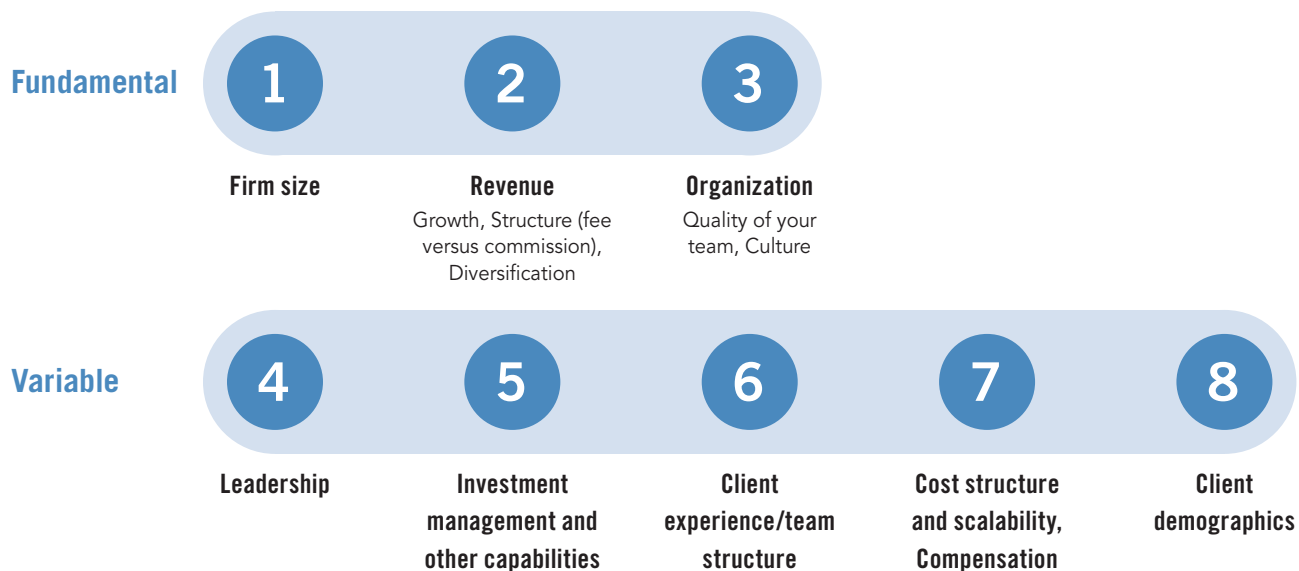 Fundamental
1
2
3
Firm size
Revenue
Growth, Structure (fee
versus commission),
Diversification
Organization
Quality of your
team, Culture
Variable
4
5
6
7
8
Leadership
Investment
management and
other capabilities
Client
experience/team
structure
Cost structure
and scalability,
Compensation
Client
demographics